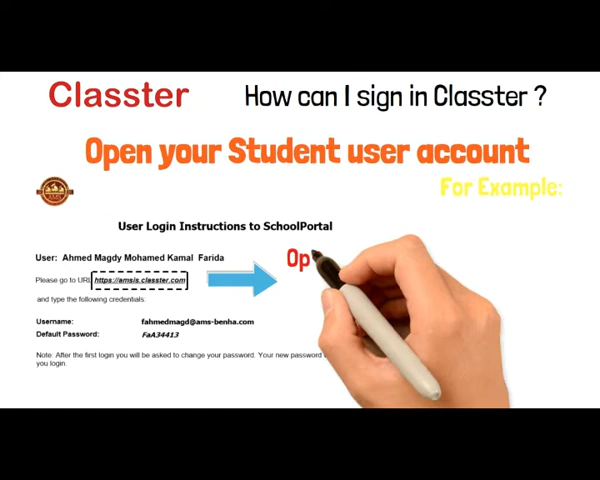 Classter
How can I sign in Classter ?
Open your Student user account
For Example:
AMS
User Login Instructions to SchoolPortal
User: Ahmed Magdy Mohamed Kamal Farida
Op
Please go to URL https://amsis.classter.com
and type the following credentials:
Username: fahmedmagd@ams-benha.com
Default Password: FaA34413
Note. After the first login you will be asked to change your password. Your new password
you login.